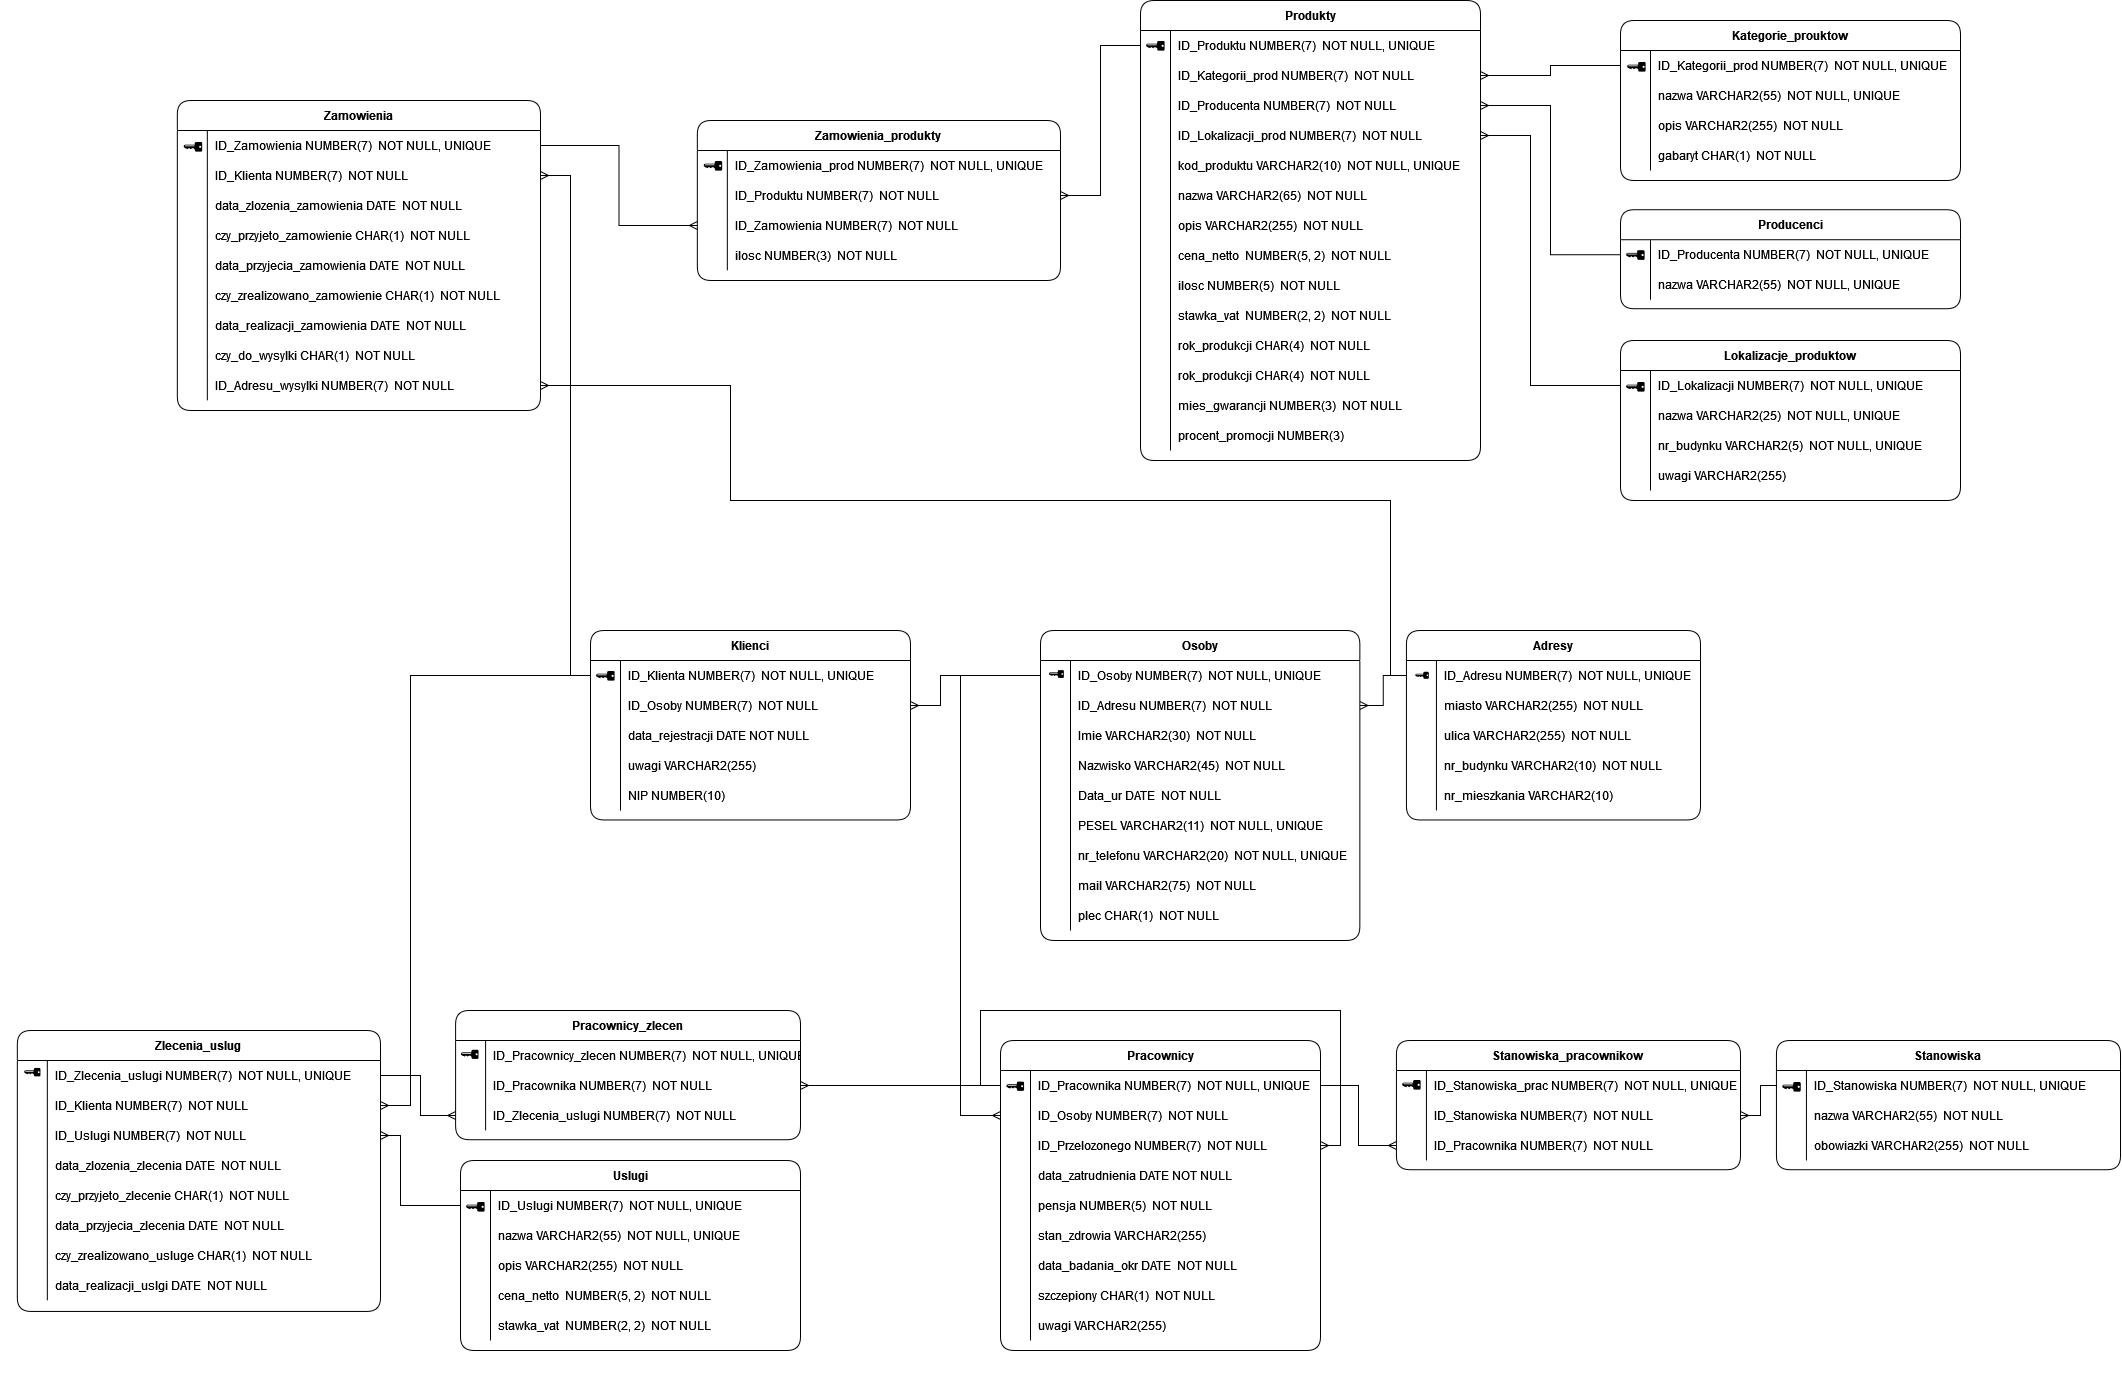 Produkty
ID_Produktu NUMBER(7) NOT NULL, UNIQUE
ID_Kategorii_prod NUMBER(7) NOT NULL
ID_Producenta NUMBER(7) NOT NULL
ID_Lokalizacji_prod NUMBER(7) NOT NULL
kod_produktu VARCHAR2(10) NOT NULL, UNIQUE
nazwa VARCHAR2(65) NOT NULL
opis VARCHAR2(255) NOT NULL
cena_netto NUMBER(5, 2) NOT NULL
ilosc NUMBER(5) NOT NULL
stawka_vat NUMBER(2, 2) NOT NULL
rok_produkcji CHAR(4) NOT NULL
rok_produkcji CHAR(4) NOT NULL
mies_gwarancji NUMBER(3) NOT NULL
procent_promocji NUMBER(3)
Kategorie_prouktow
ID_Kategorii_prod NUMBER(7) NOT NULL, UNIQUE
nazwa VARCHAR2(55) NOT NULL, UNIQUE
opis VARCHAR2(255) NOT NULL
gabaryt CHAR(1) NOT NULL
Zamowienia
ID_Zamowienia NUMBER(7) NOT NULL, UNIQUE
ID_Klienta NUMBER(7) NOT NULL
data_zlozenia_zamowienia DATE NOT NULL
czy_przyjeto_zamowienie CHAR(1) NOT NULL
data_przyjecia_zamowienia DATE NOT NULL
czy_zrealizowano_zamowienie CHAR(1) NOT NULL
data_realizacji_zamowienia DATE NOT NULL
czy_do_wysylki CHAR(1) NOT NULL
ID_Adresu_wysylki NUMBER(7) NOT NULL
Zamowienia_produkty
ID_Zamowienia_prod NUMBER(7) NOT NULL, UNIQUE
ID_Produktu NUMBER(7) NOT NULL
ID_Zamowienia NUMBER(7) NOT NULL
ilosc NUMBER(3) NOT NULL
Producenci
ID_Producenta NUMBER(7) NOT NULL, UNIQUE
nazwa VARCHAR2(55) NOT NULL, UNIQUE
Lokalizacje_produktow
ID_Lokalizacji NUMBER(7) NOT NULL, UNIQUE
nazwa VARCHAR2(25) NOT NULL, UNIQUE
nr_budynku VARCHAR2(5) NOT NULL, UNIQUE
uwagi VARCHAR2(255)
Klienci
ID_Klienta NUMBER(7) NOT NULL, UNIQUE
ID_Osoby NUMBER(7) NOT NULL
data_rejestracji DATE NOT NULL
uwagi VARCHAR2(255)
NIP NUMBER(10)
Osoby
ID_Osoby NUMBER(7) NOT NULL, UNIQUE
ID_Adresu NUMBER(7) NOT NULL
Imie VARCHAR2(30) NOT NULL
Nazwisko VARCHAR2(45) NOT NULL
Data_ur DATE NOT NULL
PESEL VARCHAR2(11) NOT NULL, UNIQUE
nr_telefonu VARCHAR2(20) NOT NULL, UNIQUE
mail VARCHAR2(75) NOT NULL
plec CHAR(1) NOT NULL
Adresy
ID_Adresu NUMBER(7) NOT NULL, UNIQUE
miasto VARCHAR2(255) NOT NULL
ulica VARCHAR2(255) NOT NULL
nr_budynku VARCHAR2(10) NOT NULL
nr_mieszkania VARCHAR2(10)
Zlecenia_uslug
ID_Zlecenia_uslugi NUMBER(7) NOT NULL, UNIQUE
ID_Klienta NUMBER(7) NOT NULL
ID_Uslugi NUMBER(7) NOT NULL
data_zlozenia_zlecenia DATE NOT NULL
czy_przyjeto_zlecenie CHAR(1) NOT NULL
data_przyjecia_zlecenia DATE NOT NULL
czy_zrealizowano_usluge CHAR(1) NOT NULL
data_realizacji_uslgi DATE NOT NULL
Pracownicy_zlecen
ID_Pracownicy_zlecen NUMBER(7) NOT NULL, UNIQUE
ID_Pracownika NUMBER(7) NOT NULL
ID_Zlecenia_uslugi NUMBER(7) NOT NULL
Uslugi
ID_Uslugi NUMBER(7) NOT NULL, UNIQUE
nazwa VARCHAR2(55) NOT NULL, UNIQUE
opis VARCHAR2(255) NOT NULL
cena_netto NUMBER(5, 2) NOT NULL
stawka_vat NUMBER(2, 2) NOT NULL
Pracownicy
ID_Pracownika NUMBER(7) NOT NULL, UNIQUE
ID_Osoby NUMBER(7) NOT NULL
ID_Przelozonego NUMBER(7) NOT NULL
data_zatrudnienia DATE NOT NULL
pensja NUMBER(5) NOT NULL
stan_zdrowia VARCHAR2(255)
data_badania_okr DATE NOT NULL
szczepiony CHAR(1) NOT NULL
uwagi VARCHAR2(255)
Stanowiska_pracownikow
ID_Stanowiska_prac NUMBER(7) NOT NULL, UNIQUE
ID_Stanowiska NUMBER(7) NOT NULL
ID_Pracownika NUMBER(7) NOT NULL
Stanowiska
ID_Stanowiska NUMBER(7) NOT NULL, UNIQUE
nazwa VARCHAR2(55) NOT NULL
obowiazki VARCHAR2(255) NOT NULL